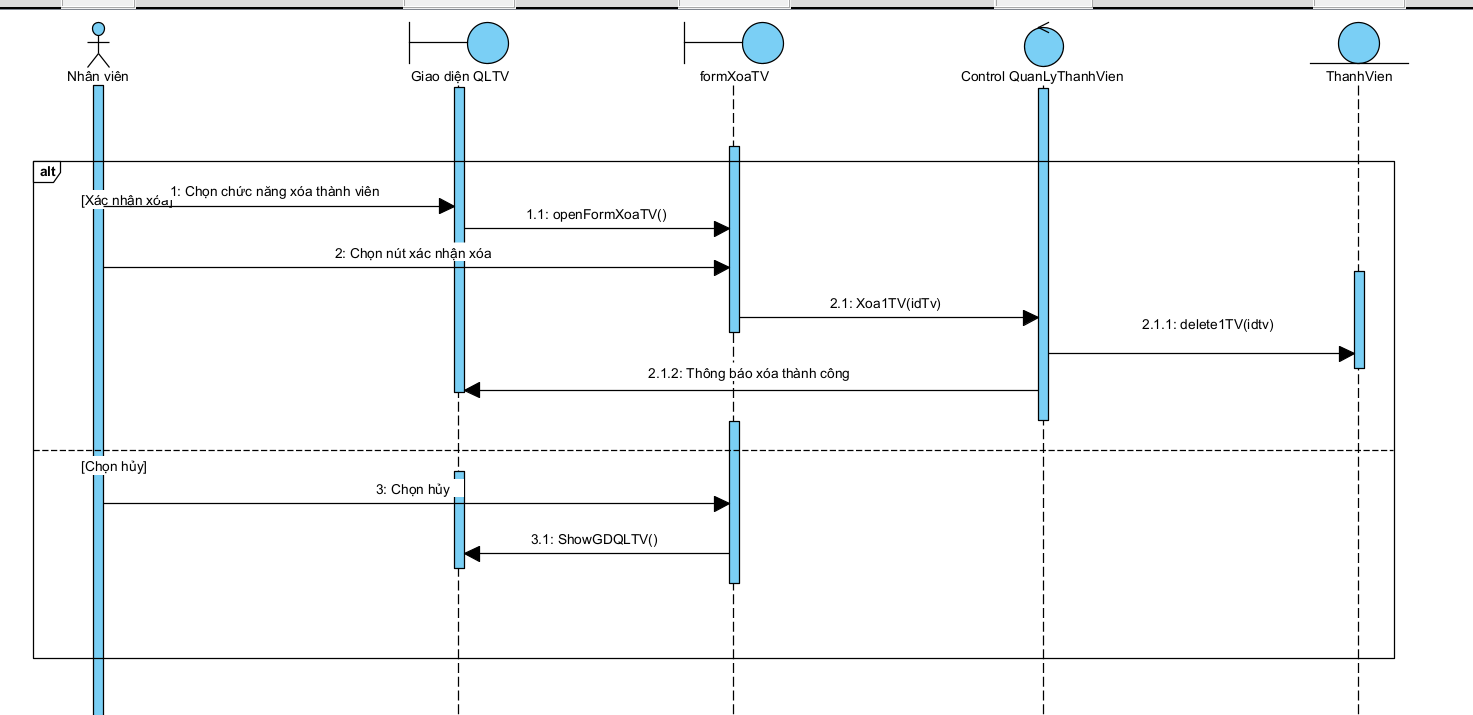 Nhân viên
Giao diện QLTV
formXoaTV
Control QuanLyThanhVien
ThanhVien
alt
[Xác nhận xóa]
1: Chọn chức năng xóa thành viên
1.1: openFormXoaTV()
2: Chọn nút xác nhận xóa
2.1: Xoa1TV(idTv)
2.1.1: delete1TV(idtv)
2.1.2: Thông báo xóa thành công
[Chọn hủy]
3: Chọn hủy
3.1: ShowGDQLTV()